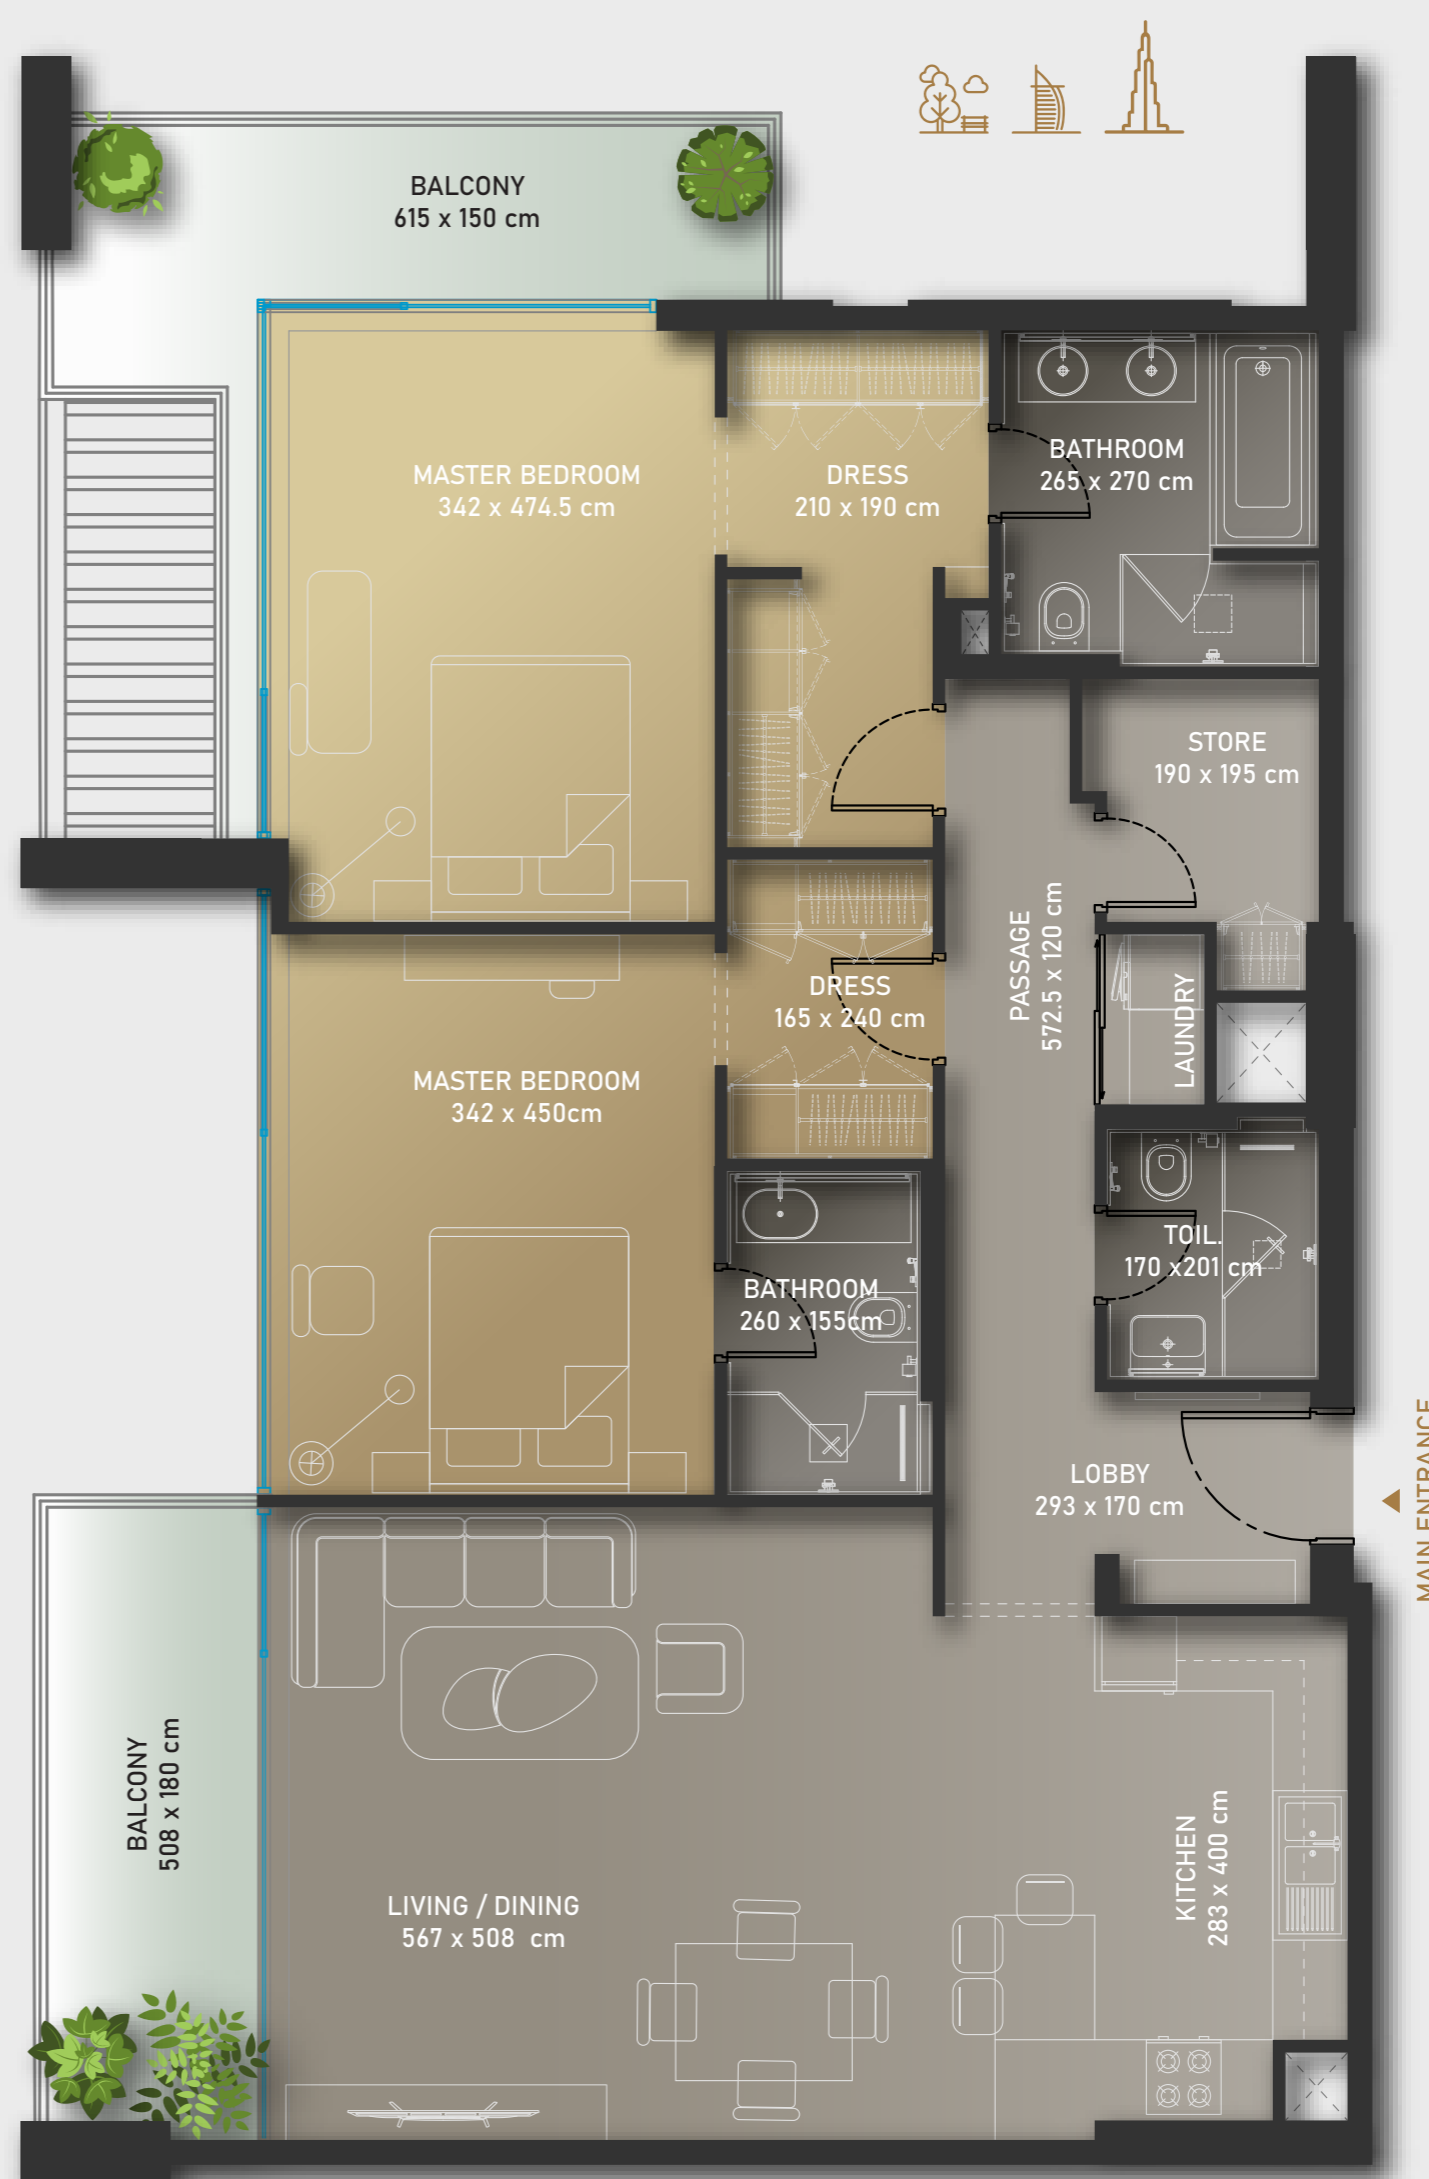 BALCONY
615 x 150 cm
MASTER BEDROOM
342 x 474.5 cm
DRESS
210 x 190 cm
BATHROOM
265 x 270 cm
STORE
190 x 195 cm
PASSAGE
572.5 x 120 cm
DRESS
165 x 240 cm
LAUNDRY
MASTER BEDROOM
342 x 450cm
BATHROOM
260 x 155cm
TOIL.
170 x201 cm
LOBBY
293 x 170 cm
MAIN ENTRANCE
BALCONY
508 x 180 cm
LIVING / DINING
567 x 508 cm
KITCHEN
283 x 400 cm